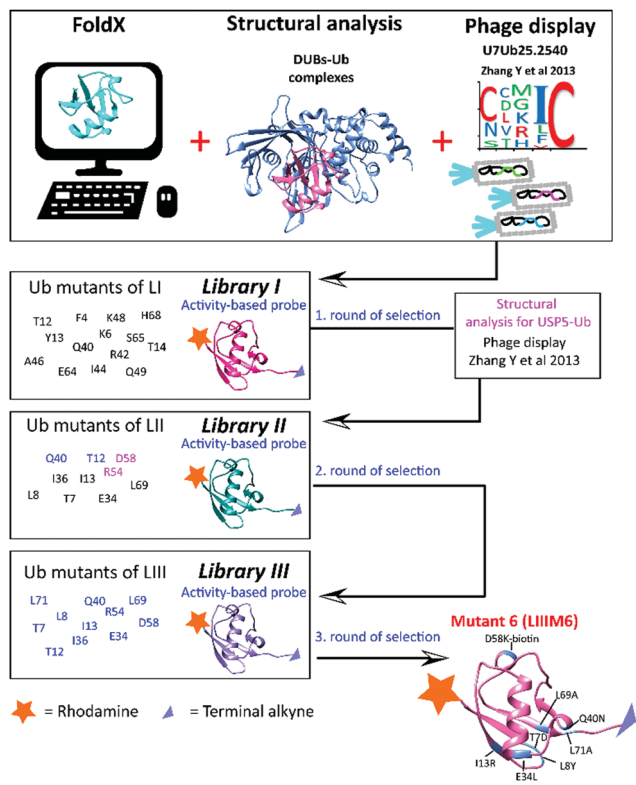 FoldX
Structural analysis
DUBs-Ub
complexes
Phage display
U7Ub25.2540
Zhang Y et al 2013
+
+
C C M I C
D G
N L K L
V R F
S T H
Ub mutants of LI
Library I
Activity-based probe
T12 F4 K48 H68
Y13 K6 S65
Q40 R42 T14
A46 E64 I44 Q49
1. round of selection
Structural
analysis for USP5-Ub
Phage display
Zhang Y et al 2013
Ub mutants of LII
Library II
Activity-based probe
Q40 T12 D58
I36 I13 R54
L8 T7 E34 L69
2. round of selection
Ub mutants of LIII
Library III
Activity-based probe
L71 Q40 L69
L8 R54
T7 I13 D58
I36 E34
T12
3. round of selection
Mutant 6 (LIIIM6)
D58K-biotin
L69A
Q40N
T7D
L71A
I13R
L8Y
E34L
= Rhodamine
= Terminal alkyne